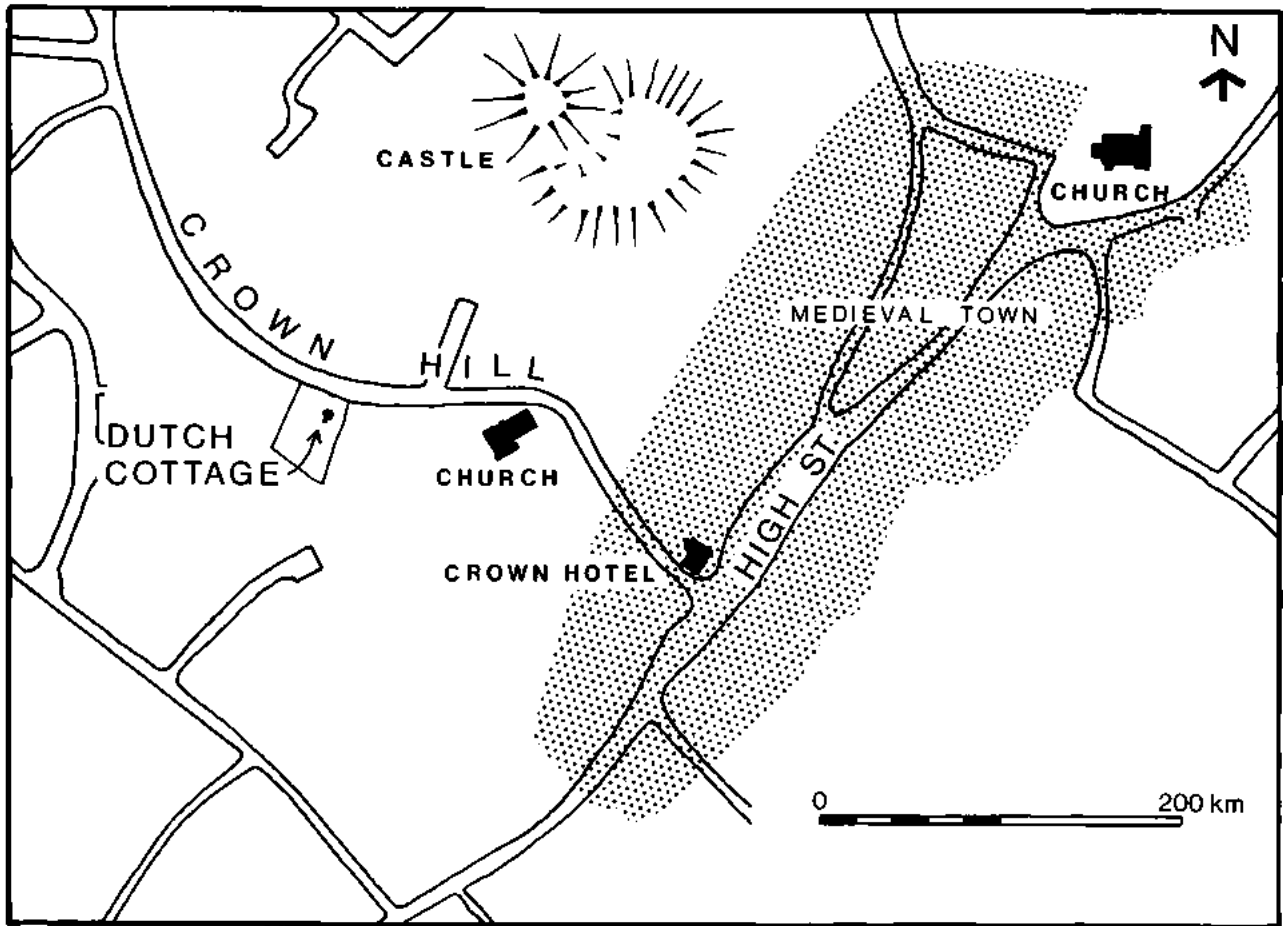 N
CASTLE
CHURCH
CROWN HILL
MEDIEVAL TOWN
DUTCH
COTTAGE
CHURCH
HIGH ST.
CROWN HOTEL
0 200 km